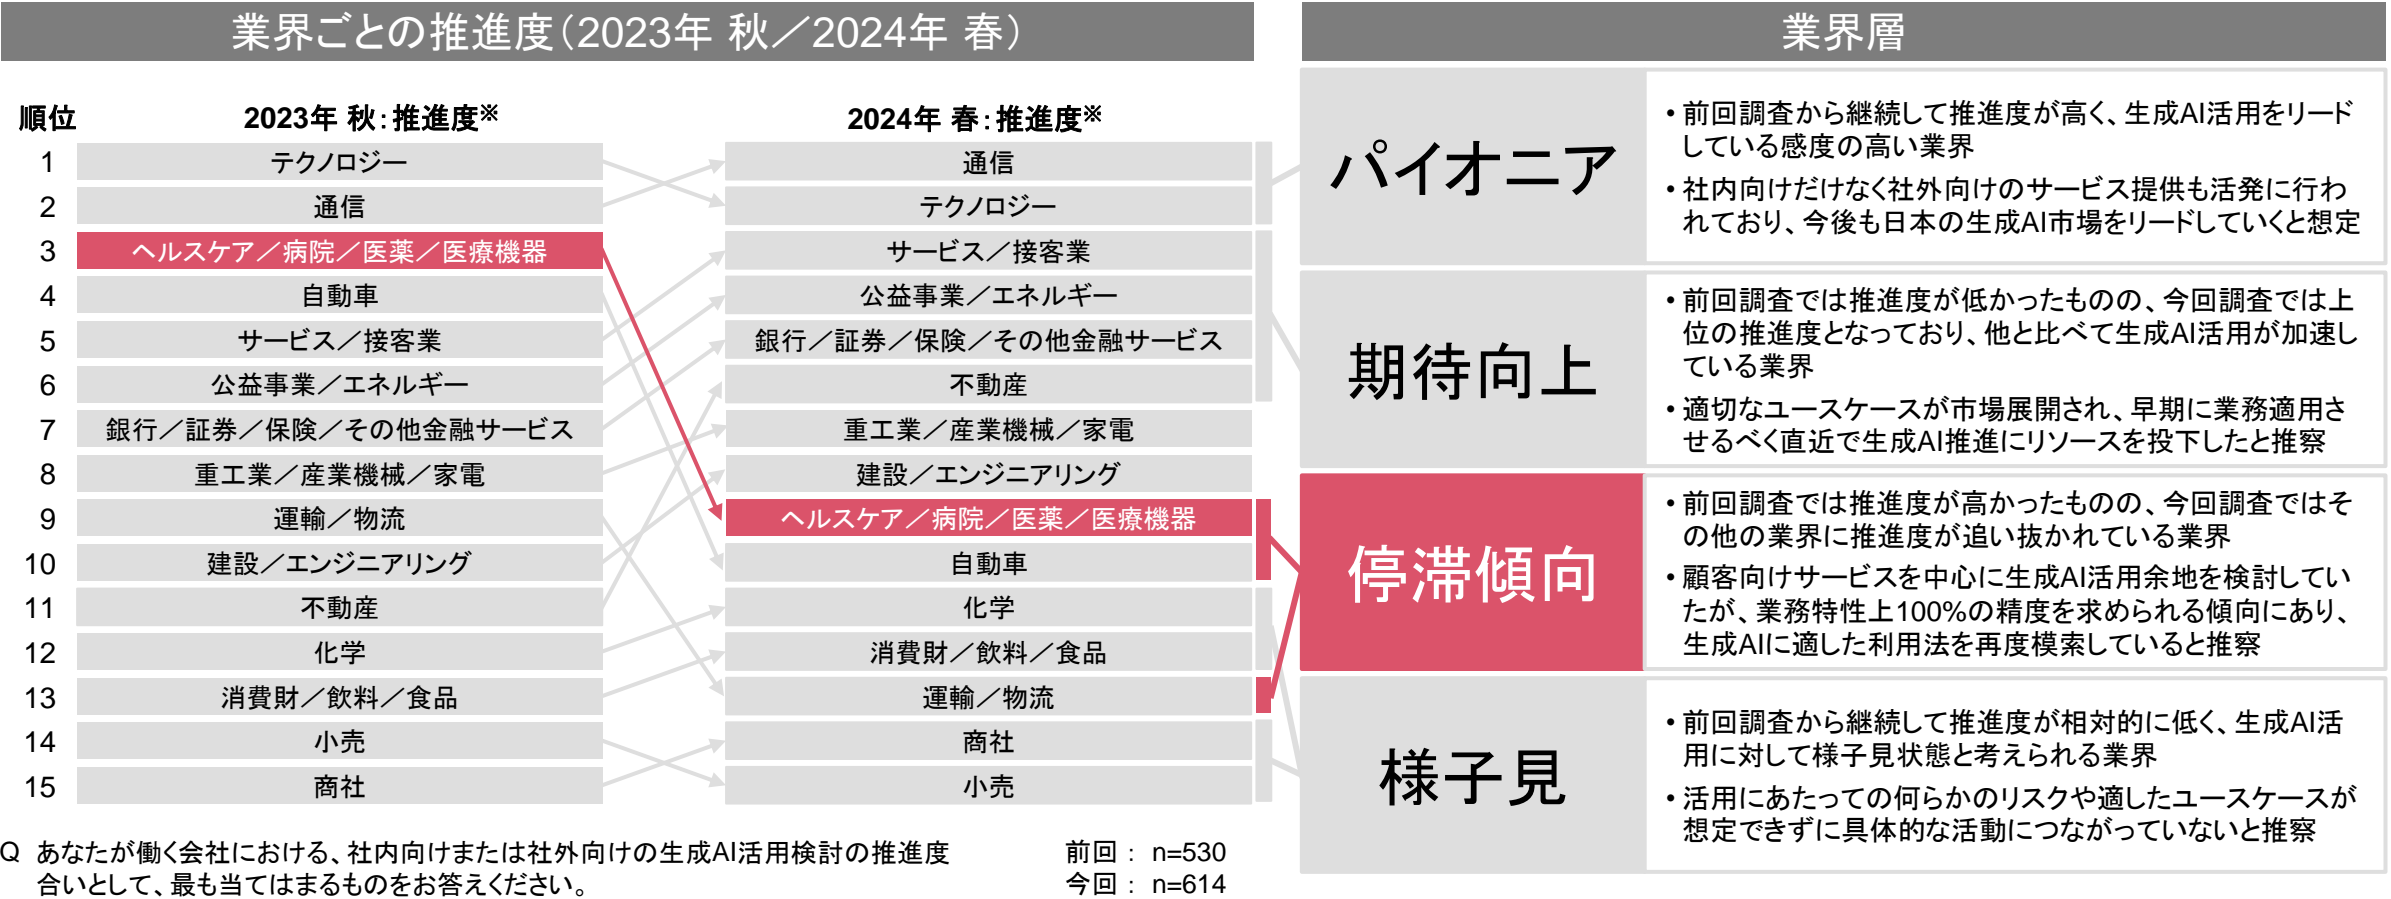 業界ごとの推進度（2023年 秋／2024年 春）
順位
2023年 秋：推進度※
2024年 春：推進度※
1
テクノロジー
通信
2
通信
テクノロジー
3
ヘルスケア／病院／医薬／医療機器
サービス／接客業
4
自動車
公益事業／エネルギー
5
サービス／接客業
銀行／証券／保険／その他金融サービス
6
公益事業／エネルギー
不動産
7
銀行／証券／保険／その他金融サービス
重工業／産業機械／家電
8
重工業／産業機械／家電
建設／エンジニアリング
9
運輸／物流
ヘルスケア／病院／医薬／医療機器
10
建設／エンジニアリング
自動車
11
不動産
化学
12
化学
消費財／飲料／食品
13
消費財／飲料／食品
運輸／物流
14
小売
商社
15
商社
小売
Q あなたが働く会社における、社内向けまたは社外向けの生成AI活用検討の推進度
合いとして、最も当てはまるものをお答えください。
前回： n=530
今回： n=614
業界層
パイオニア
• 前回調査から継続して推進度が高く、生成AI活用をリード
している感度の高い業界
• 社内向けだけなく社外向けのサービス提供も活発に行わ
れており、今後も日本の生成AI市場をリードしていくと想定
期待向上
• 前回調査では推進度が低かったものの、今回調査では上
位の推進度となっており、他と比べて生成AI活用が加速し
ている業界
• 適切なユースケースが市場展開され、早期に業務適用さ
せるべく直近で生成AI推進にリソースを投下したと推察
停滞傾向
• 前回調査では推進度が高かったものの、今回調査ではそ
の他の業界に推進度が追い抜かれている業界
• 顧客向けサービスを中心に生成AI活用余地を検討してい
たが、業務特性上100%の精度を求められる傾向にあり、
生成AIに適した利用法を再度模索していると推察
様子見
• 前回調査から継続して推進度が相対的に低く、生成AI活
用に対して様子見状態と考えられる業界
• 活用にあたっての何らかのリスクや適したユースケースが
想定できずに具体的な活動につながっていないと推察